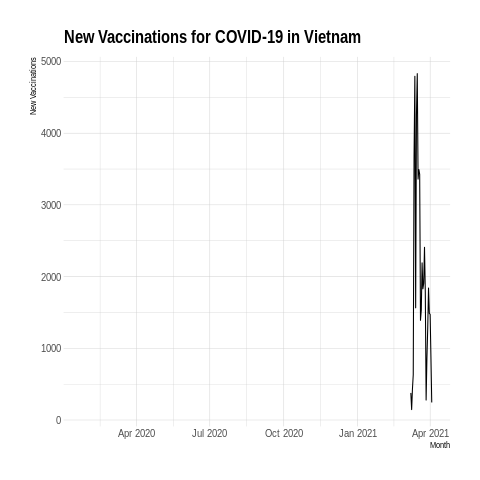 New Vaccinations for COVID-19 in Vietnam
New Vaccinations
5000
4000
3000
2000
1000
0
Apr 2020 Jul 2020 Oct 2020 Jan 2021 Apr 2021
Month